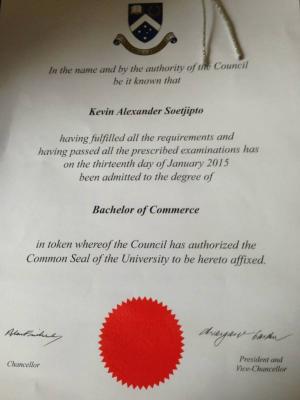 In the name and by the authority of the Council
be it known that
Kevin Alexander Soetjipto
having fulfilled all the requirements and
having passed all the prescribed examinations has
on the thirteenth day of January 2015
been admitted to the degree of
Bachelor of Commerce
in token whereof the Council has authorized the
Common Seal of the University to be hereto affixed.
Chancellor
President and
Vice-Chancellor